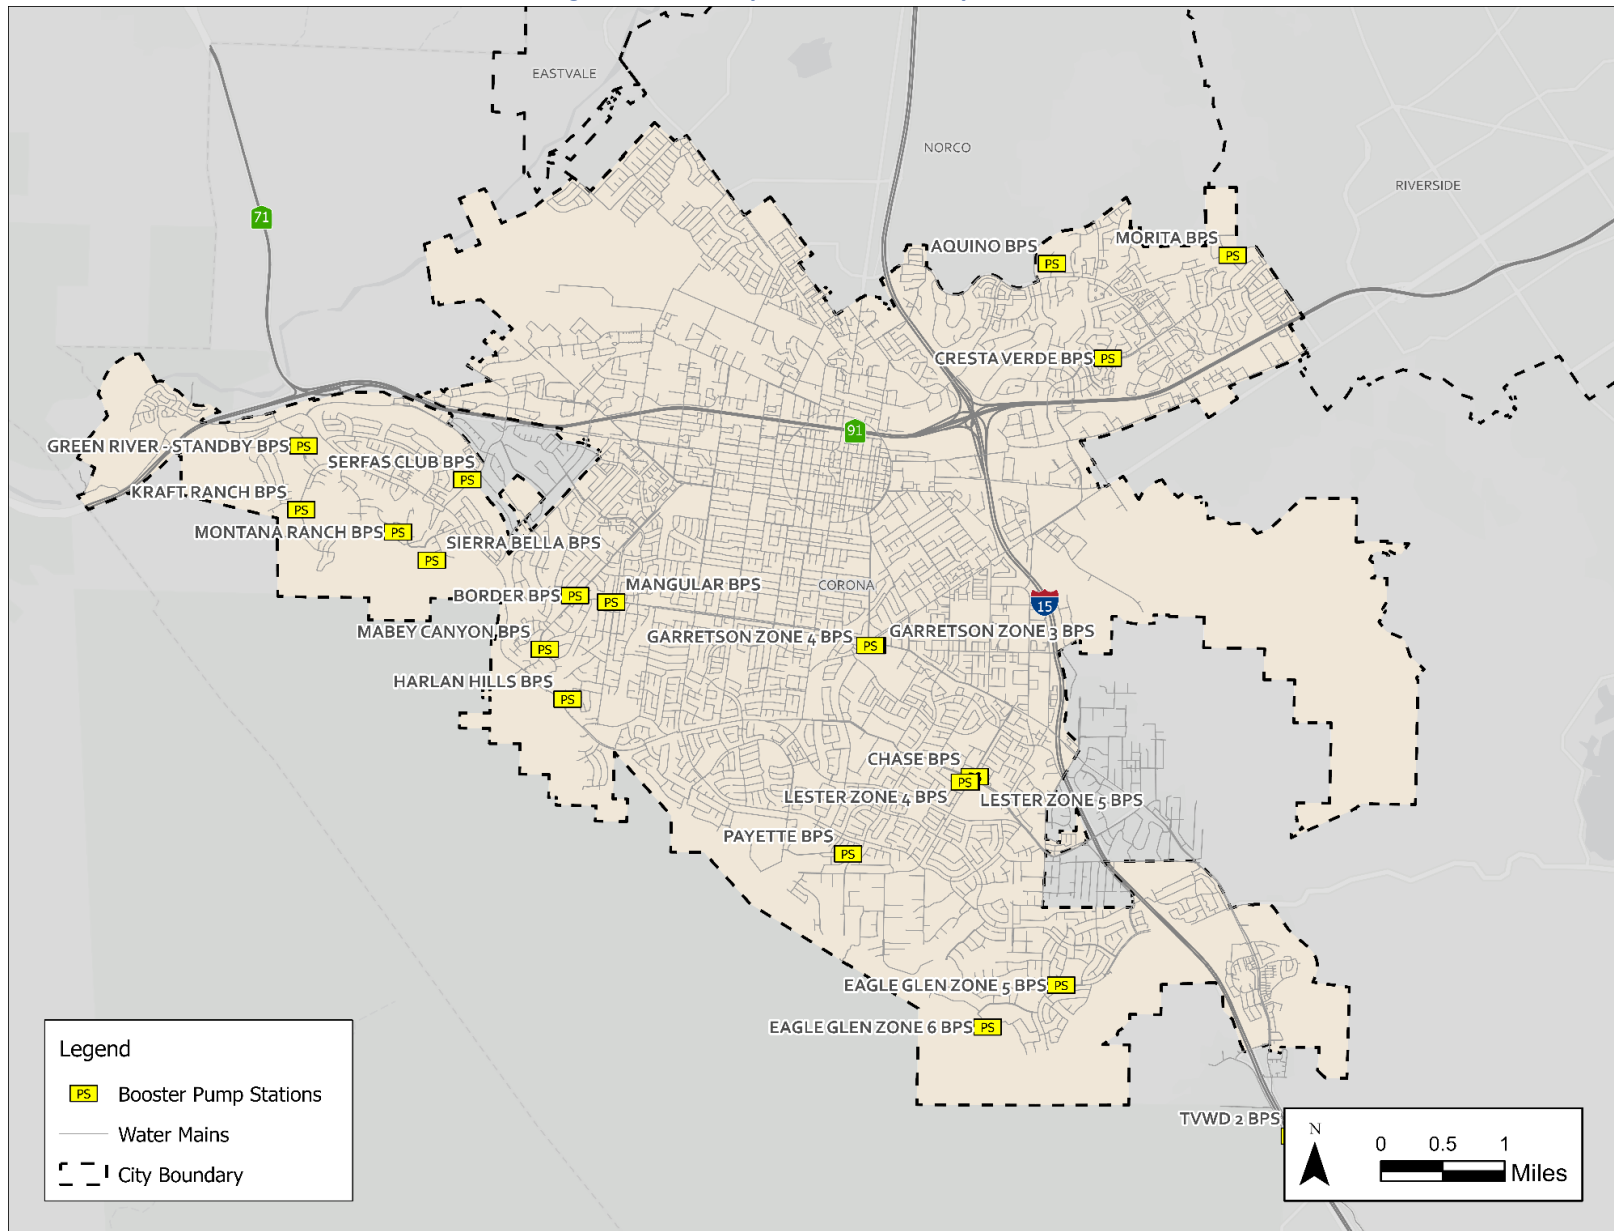 EASTVALE
NORCO
RIVERSIDE
71
AQUINO BPS
MORITA BPS
PS
PS
CRESTA VERDE BPS
PS
91
GREEN RIVER - STANDBY BPS
PS
SERFAS CLUB BPS
PS
KRAFT RANCH BPS
PS
MONTANA RANCH BPS
PS
SIERRA BELLA BPS
PS
BORDER BPS
PS
MANGULAR BPS
PS
CORONA
15
MABEY CANYON BPS
PS
GARRETSON ZONE 4 BPS
PS
GARRETSON ZONE 3 BPS
HARLAN HILLS BPS
PS
CHASE BPS
PS
LESTER ZONE 4 BPS
LESTER ZONE 5 BPS
PAYETTE BPS
PS
EAGLE GLEN ZONE 5 BPS
PS
EAGLE GLEN ZONE 6 BPS
PS
TVWD 2 BPS
Legend
PS Booster Pump Stations
Water Mains
City Boundary
N
0 0.5 1
Miles